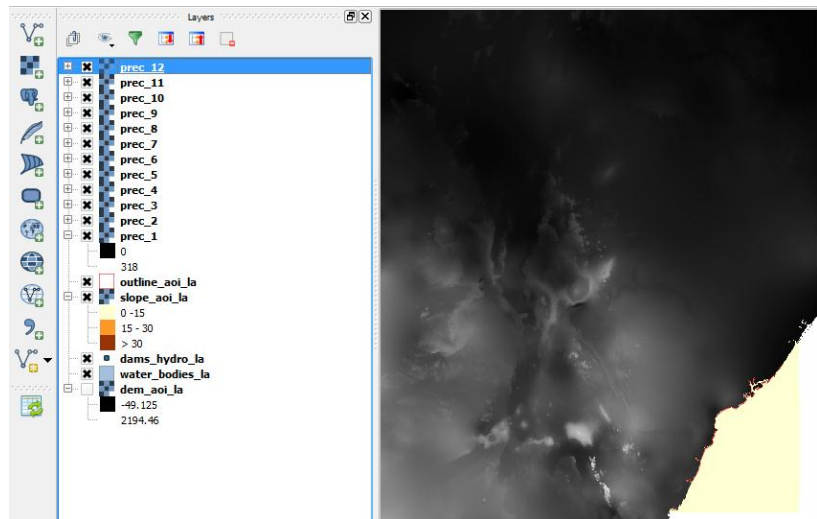 Layers
prec_12
prec_11
prec_10
prec_9
prec_8
prec_7
prec_6
prec_5
prec_4
prec_3
prec_2
prec_1
0
318
outline_aoi_la
slope_aoi_la
0 -15
15 - 30
> 30
dams_hydro_la
water_bodies_la
dem_aoi_la
-49.125
2194.46